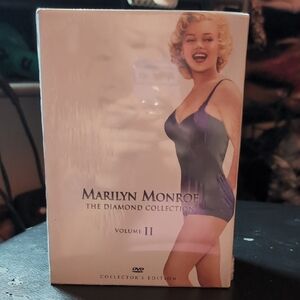 MARILYN MONROE
THE DIAMOND COLLECTION
VOLUME II
DVD
COLLECTOR'S EDITION